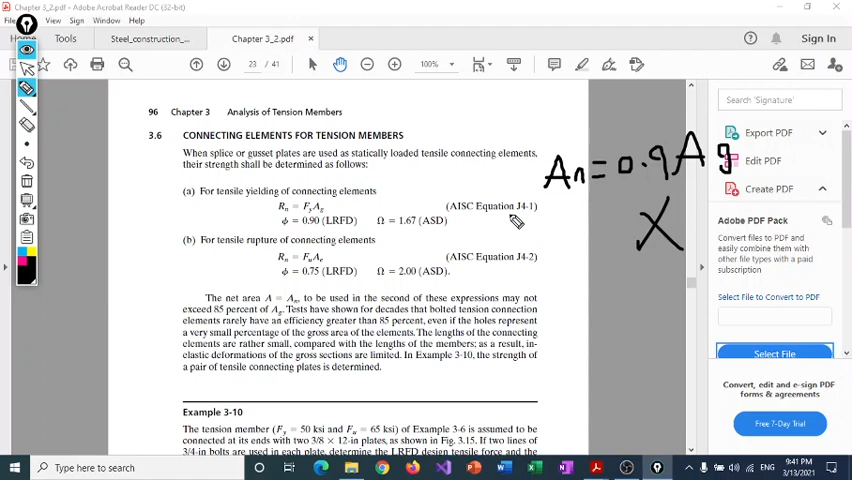 Chapter 3_2.pdf - Adobe Acrobat Reader DC (32-bit)
View Sign Window Help
Tools Steel_construction_... Chapter 3_2.pdf × Sign In
23 / 41 100%
96 Chapter 3 Analysis of Tension Members
3.6 CONNECTING ELEMENTS FOR TENSION MEMBERS
When splice or gusset plates are used as statically loaded tensile connecting elements,
their strength shall be determined as follows:
(a) For tensile yielding of connecting elements
Rn = FyAg (AISC Equation J4-1)
ϕ = 0.90 (LRFD) Ω = 1.67 (ASD)
(b) For tensile rupture of connecting elements
Rn = FuAe (AISC Equation J4-2)
ϕ = 0.75 (LRFD) Ω = 2.00 (ASD).
The net area A = An, to be used in the second of these expressions may not
exceed 85 percent of Ag. Tests have shown for decades that bolted tension connection
elements rarely have an efficiency greater than 85 percent, even if the holes represent
a very small percentage of the gross area of the elements. The lengths of the connecting
elements are rather small, compared with the lengths of the members; as a result, in-
elastic deformations of the gross sections are limited. In Example 3-10, the strength of
a pair of tensile connecting plates is determined.
Example 3-10
The tension member (Fy = 50 ksi and Fu = 65 ksi) of Example 3-6 is assumed to be
connected at its ends with two 3/8 × 12-in plates, as shown in Fig. 3.15. If two lines of
3/4-in bolts are used in each plate, determine the LRFD design tensile force and the
An = 0.9 Ag
X
Search 'Signature'
Export PDF
Edit PDF
Create PDF
Adobe PDF Pack
Convert files to PDF and
easily combine them
with other file types with a
paid subscription
Select File to Convert to PDF
Select File
Convert, edit and e-sign PDF
forms & agreements
Free 7-Day Trial
Type here to search
ENG
9:41 PM
3/13/2021